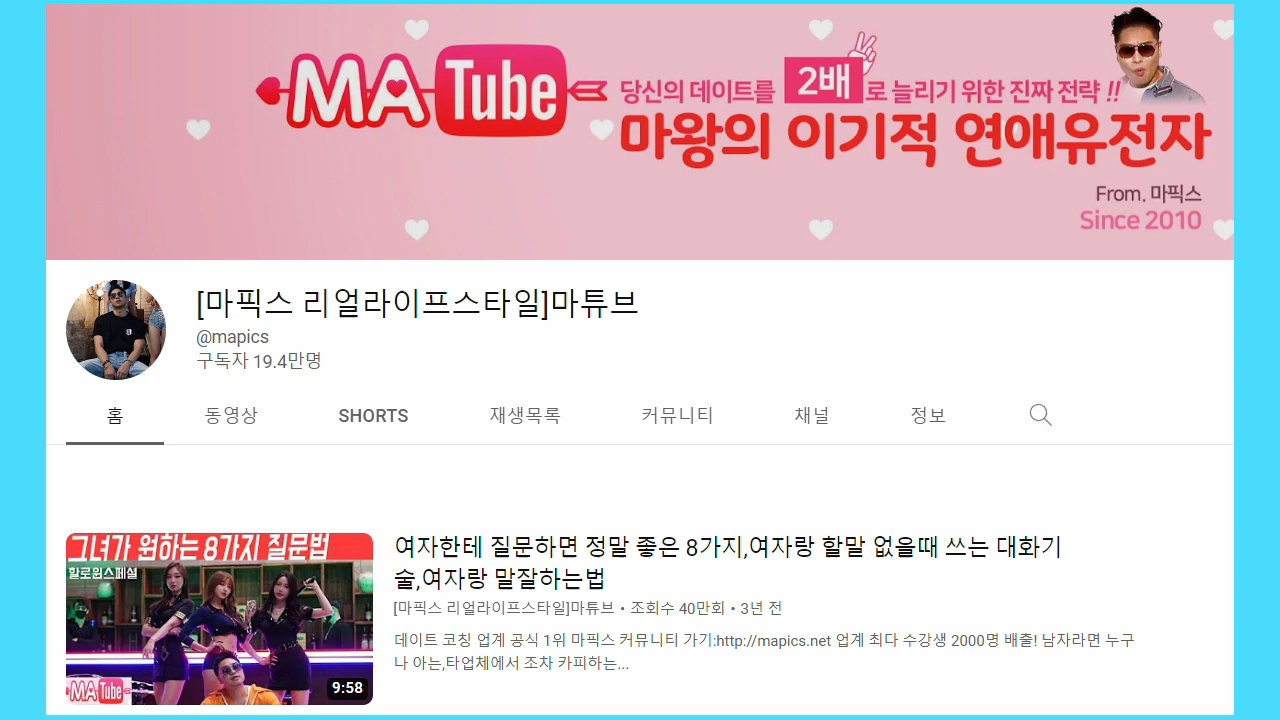 MA Tube
당신의 데이트를 2배로 늘리기 위한 진짜 전략 !!
마왕의 이기적 연애유전자
From. 마픽스
Since 2010
[마픽스 리얼라이프스타일]마튜브
@mapics
구독자 19.4만명
홈 동영상 SHORTS 재생목록 커뮤니티 채널 정보
그녀가 원하는 8가지 질문법
할로윈스페셜
MA Tube
9:58
여자한테 질문하면 정말 좋은 8가지,여자랑 할말 없을때 쓰는 대화기
술,여자랑 말잘하는법
[마픽스 리얼라이프스타일]마튜브 • 조회수 40만회 • 3년 전
데이트 코칭 업계 공식 1위 마픽스 커뮤니티 가기:http://mapics.net 업계 최다 수강생 2000명 배출! 남자라면 누구
나 아는,타업체에서 조차 카피하는...